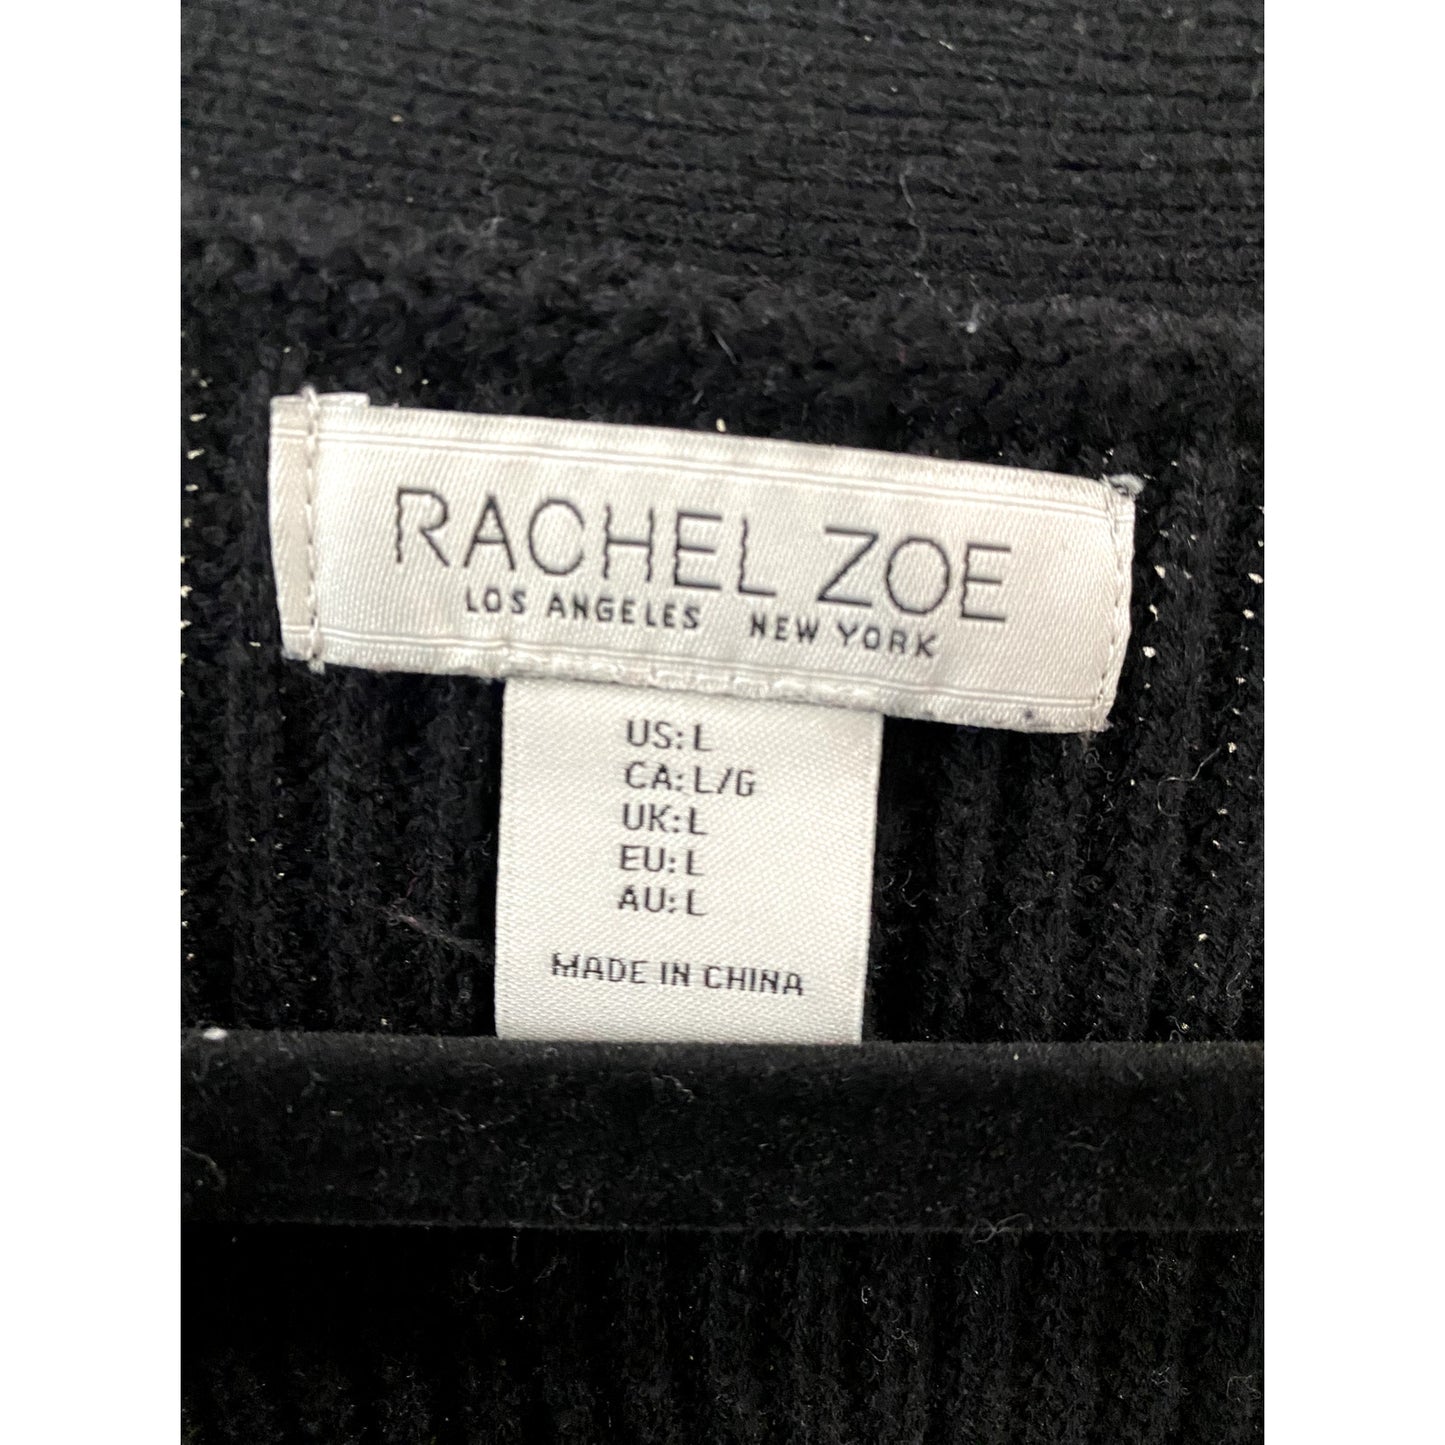 RACHEL ZOE
LOS ANGELES NEW YORK
US: L
CA: L/G
UK: L
EU: L
AU: L
MADE IN CHINA